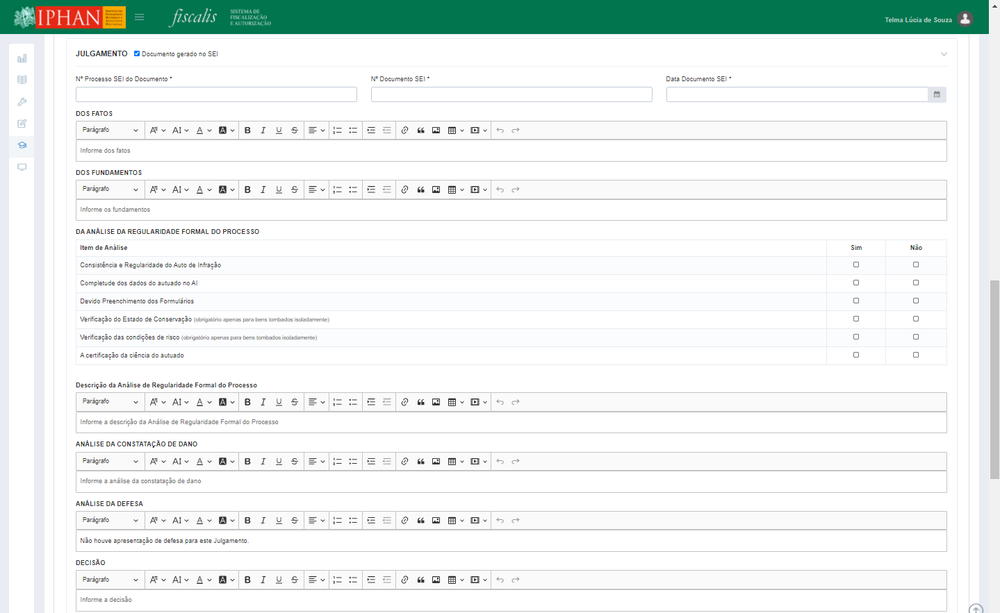 IPHAN
fiscalis
SISTEMA DE
FISCALIZAÇÃO
E AUTORIZAÇÃO
Telma Lúcia de Souza
JULGAMENTO Documento gerado no SEI
Nº Processo SEI do Documento * Nº Documento SEI * Data Documento SEI *
DOS FATOS
Parágrafo
Informe dos fatos
DOS FUNDAMENTOS
Parágrafo
Informe os fundamentos
DA ANÁLISE DA REGULARIDADE FORMAL DO PROCESSO
Item de Análise Sim Não
Consistência e Regularidade do Auto de Infração
Completude dos dados do autuado no AI
Devido Preenchimento dos Formulários
Verificação do Estado de Conservação (obrigatório apenas para bens tombados isoladamente)
Verificação das condições de risco (obrigatório apenas para bens tombados isoladamente)
A certificação da ciência do autuado
Descrição da Análise de Regularidade Formal do Processo
Parágrafo
Informe a descrição da Análise de Regularidade Formal do Processo
ANÁLISE DA CONSTATAÇÃO DE DANO
Parágrafo
Informe a análise da constatação de dano
ANÁLISE DA DEFESA
Parágrafo
Não houve apresentação de defesa para este Julgamento.
DECISÃO
Parágrafo
Informe a decisão